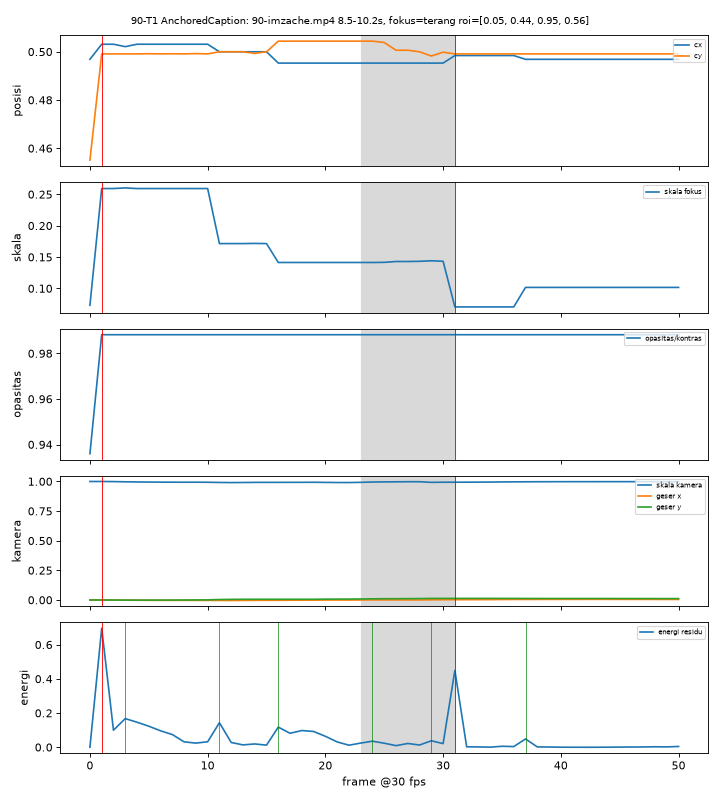 90-T1 AnchoredCaption: 90-imzache.mp4 8.5-10.2s, fokus=terang roi=[0.05, 0.44, 0.95, 0.56]
cx
cy
0.50
0.48
0.46
posisi
skala fokus
0.25
0.20
0.15
0.10
skala
opasitas/kontras
0.98
0.96
0.94
opasitas
skala kamera
geser x
geser y
1.00
0.75
0.50
0.25
0.00
kamera
energi residu
0.6
0.4
0.2
0.0
energi
0 10 20 30 40 50
frame @30 fps